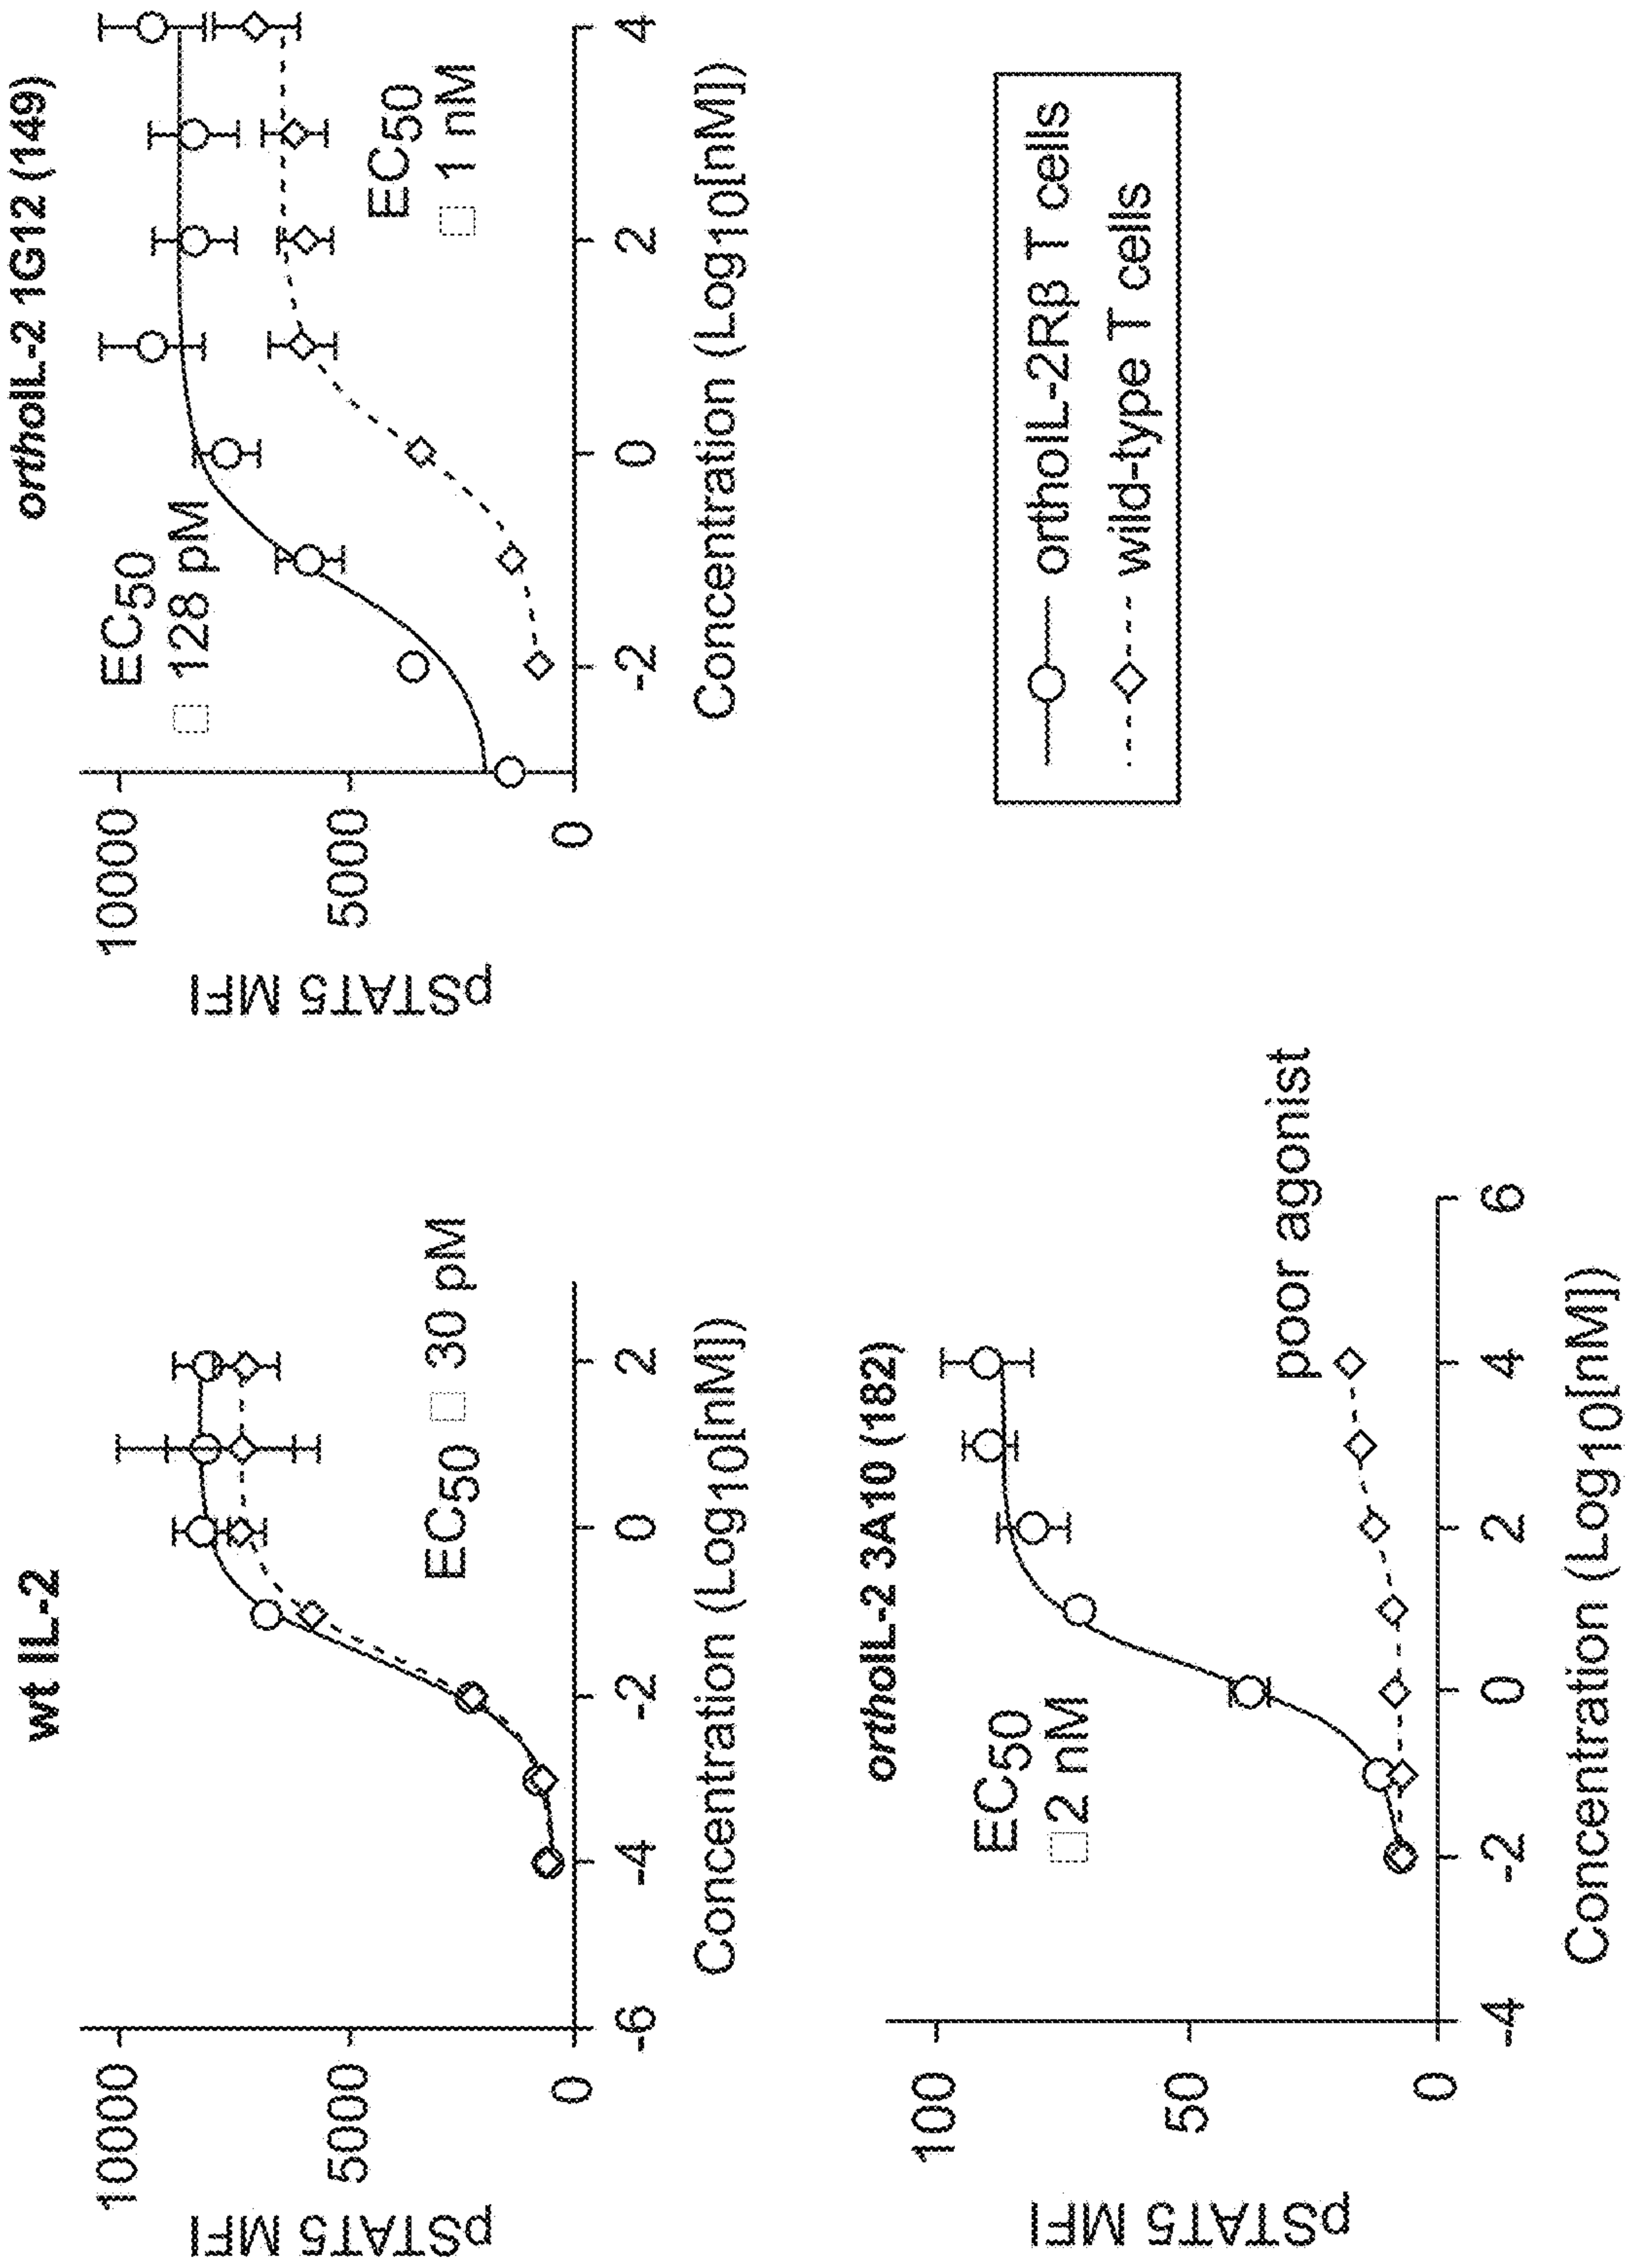 wt IL-2
pSTAT5 MFI
10000
5000
0
EC50 □ 30 pM
-6 -4 -2 0 2
Concentration (Log10[nM])
orthoIL-2 1G12 (149)
pSTAT5 MFI
10000
5000
0
EC50
□ 128 pM
EC50
□ 1 nM
-2 0 2 4
Concentration (Log10[nM])
orthoIL-2 3A10 (182)
pSTAT5 MFI
100
50
0
EC50
□ 2 nM
poor agonist
-4 -2 0 2 4 6
Concentration (Log10[nM])
orthoIL-2Rβ T cells
wild-type T cells